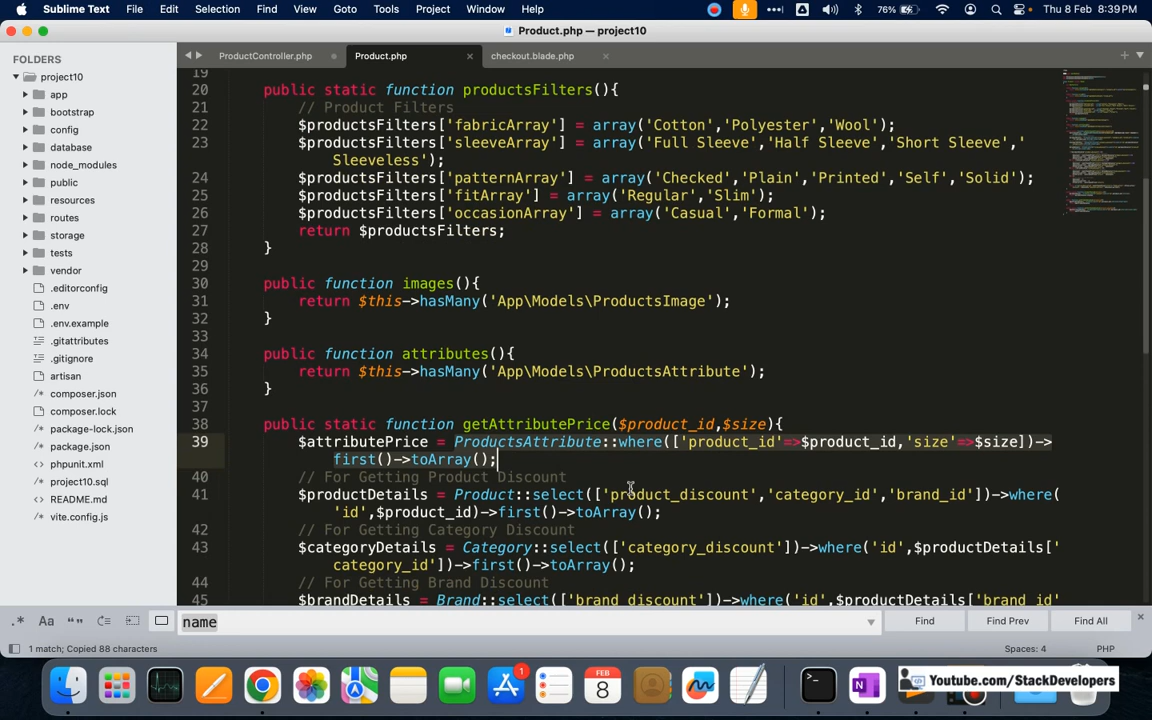 Sublime Text File Edit Selection Find View Goto Tools Project Window Help 76% Thu 8 Feb 8:39 PM
Product.php — project10
FOLDERS
project10
app
bootstrap
config
database
node_modules
public
resources
routes
storage
tests
vendor
.editorconfig
.env
.env.example
.gitattributes
.gitignore
artisan
composer.json
composer.lock
package-lock.json
package.json
phpunit.xml
project10.sql
README.md
vite.config.js
ProductController.php Product.php checkout.blade.php
19
20 public static function productsFilters(){
21 // Product Filters
22 $productsFilters['fabricArray'] = array('Cotton','Polyester','Wool');
23 $productsFilters['sleeveArray'] = array('Full Sleeve','Half Sleeve','Short Sleeve','
Sleeveless');
24 $productsFilters['patternArray'] = array('Checked','Plain','Printed','Self','Solid');
25 $productsFilters['fitArray'] = array('Regular','Slim');
26 $productsFilters['occasionArray'] = array('Casual','Formal');
27 return $productsFilters;
28 }
29
30 public function images(){
31 return $this->hasMany('App\Models\ProductsImage');
32 }
33
34 public function attributes(){
35 return $this->hasMany('App\Models\ProductsAttribute');
36 }
37
38 public static function getAttributePrice($product_id,$size){
39 $attributePrice = ProductsAttribute::where(['product_id'=>$product_id,'size'=>$size])->
first()->toArray();
40 // For Getting Product Discount
41 $productDetails = Product::select(['product_discount','category_id','brand_id'])->where(
'id',$product_id)->first()->toArray();
42 // For Getting Category Discount
43 $categoryDetails = Category::select(['category_discount'])->where('id',$productDetails['
category_id'])->first()->toArray();
44 // For Getting Brand Discount
45 $brandDetails = Brand::select(['brand_discount'])->where('id',$productDetails['brand_id'
.* Aa “” name Find Find Prev Find All
1 match; Copied 88 characters Spaces: 4 PHP
FEB
8
1
Youtube.com/StackDevelopers